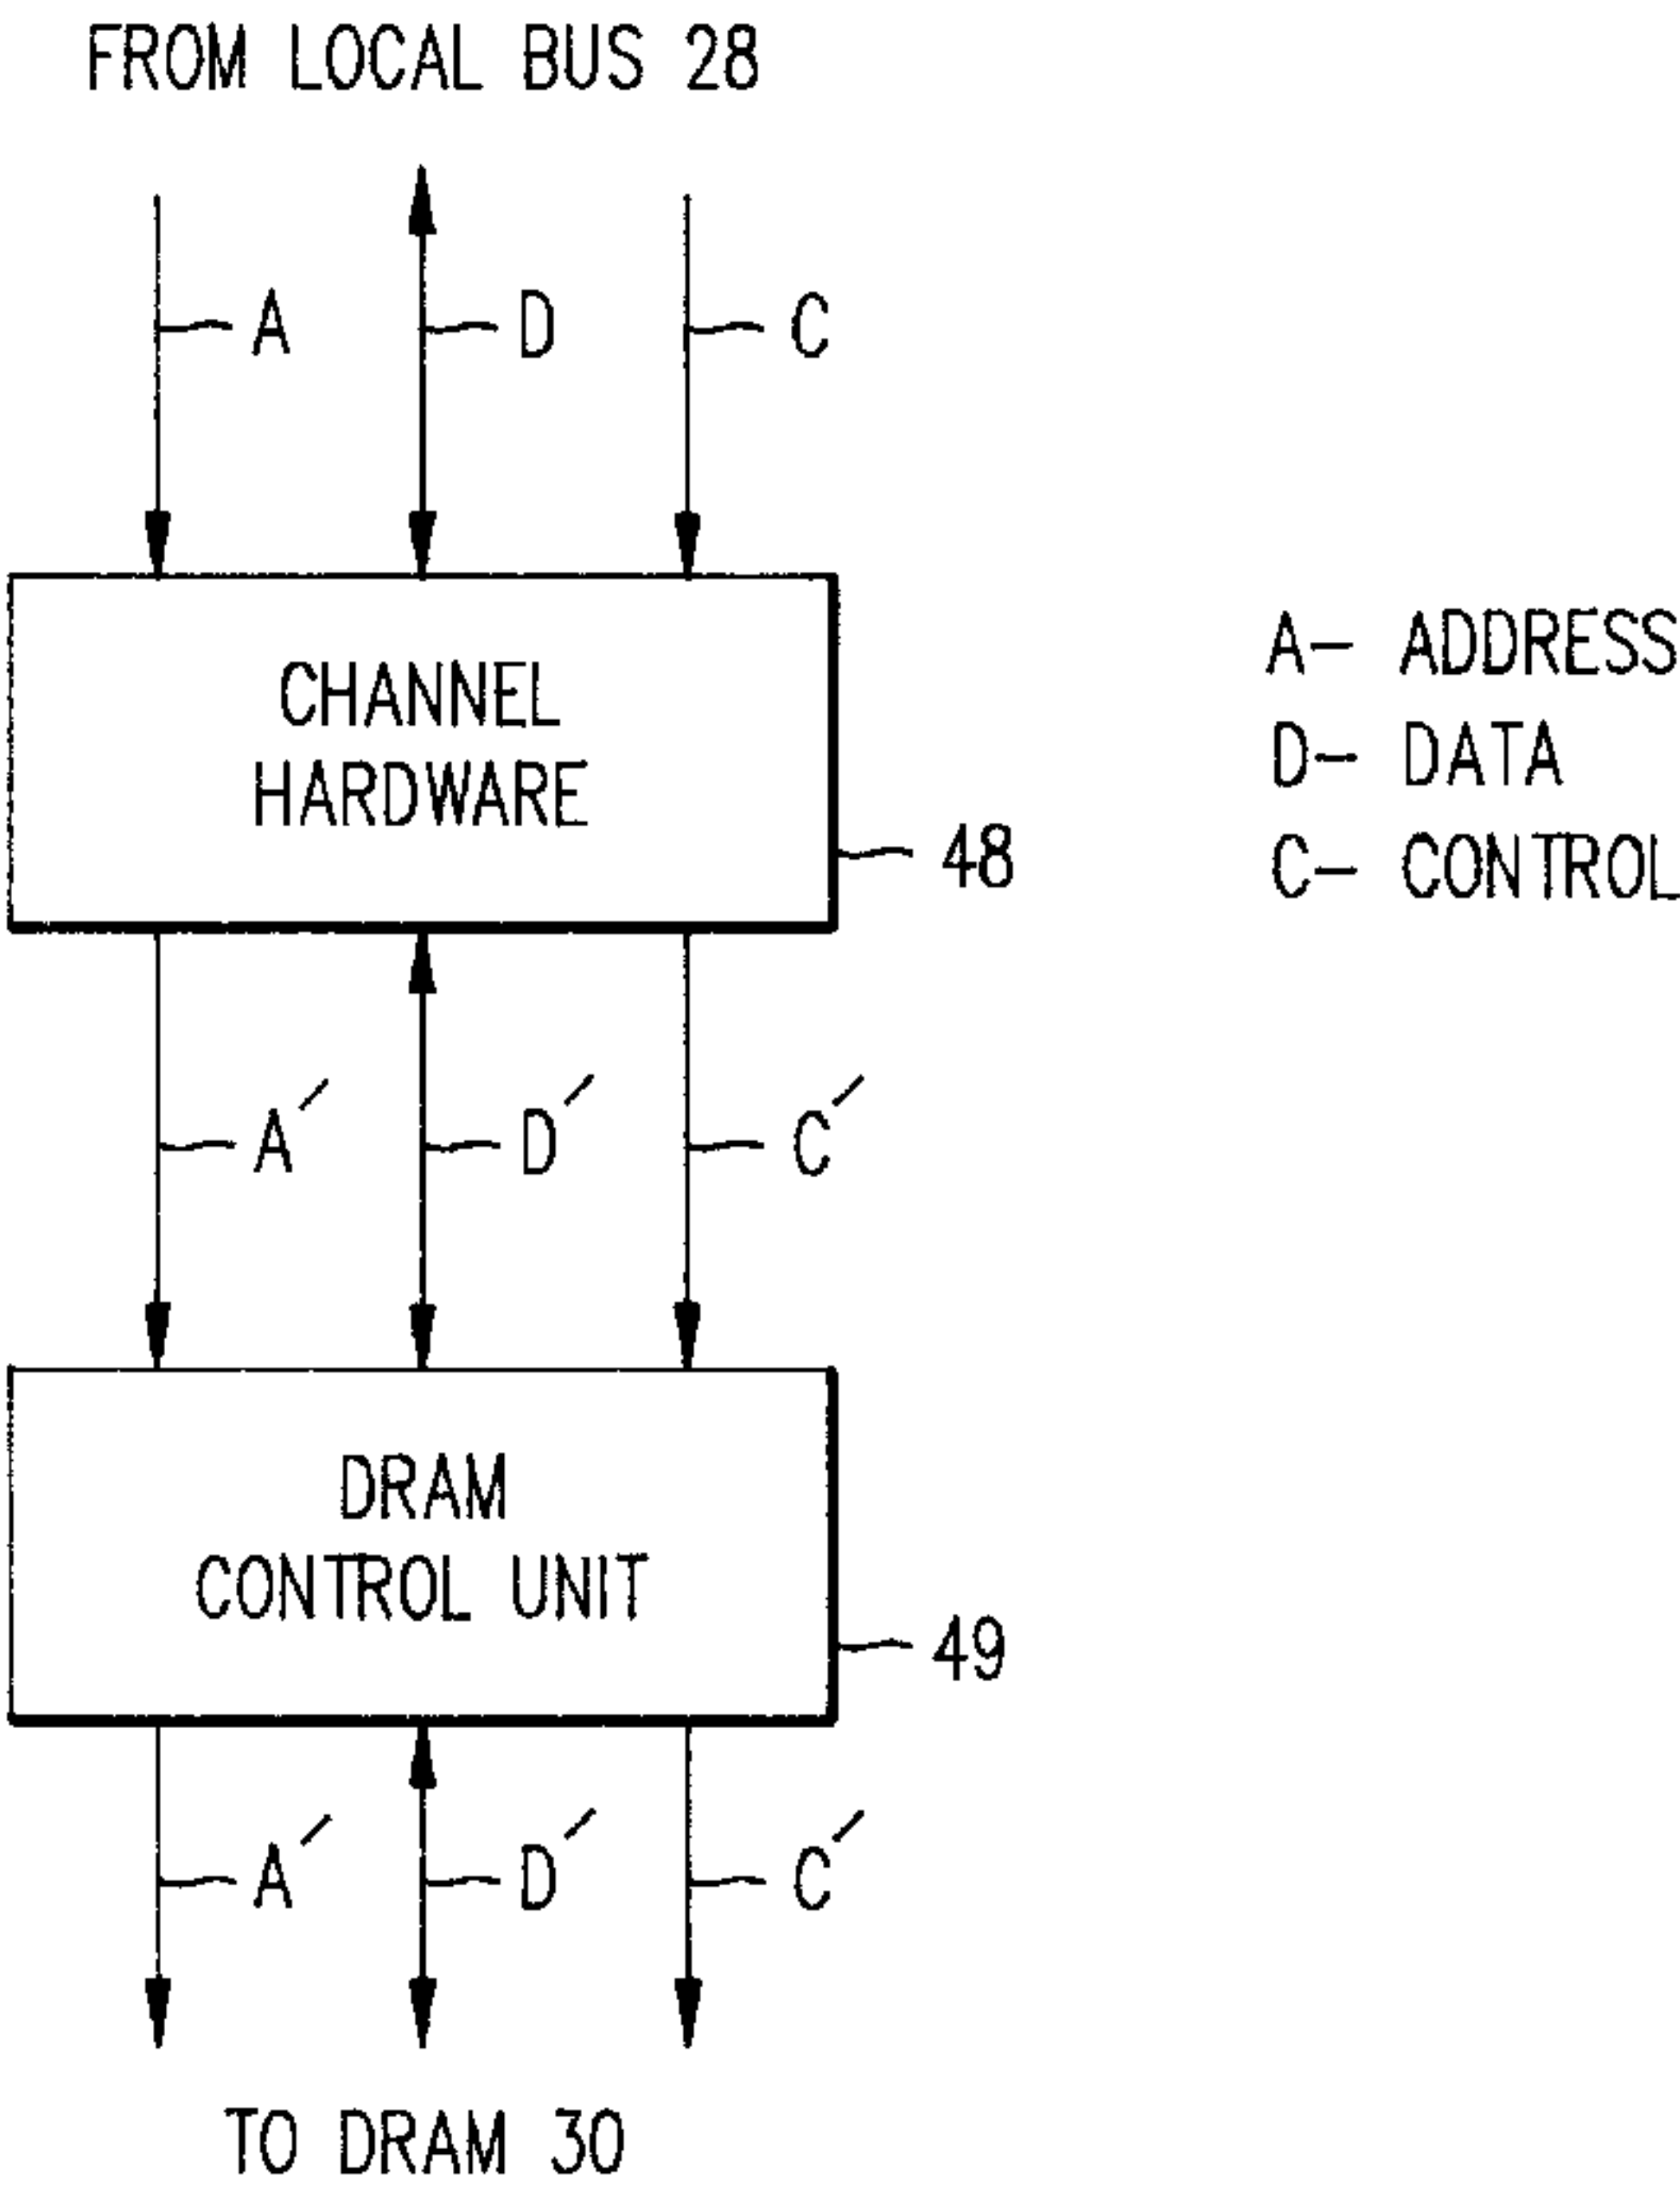 FROM LOCAL BUS 28
A D C
CHANNEL
HARDWARE
48
A- ADDRESS
D- DATA
C- CONTROL
A′ D′ C′
DRAM
CONTROL UNIT
49
A′ D′ C′
TO DRAM 30